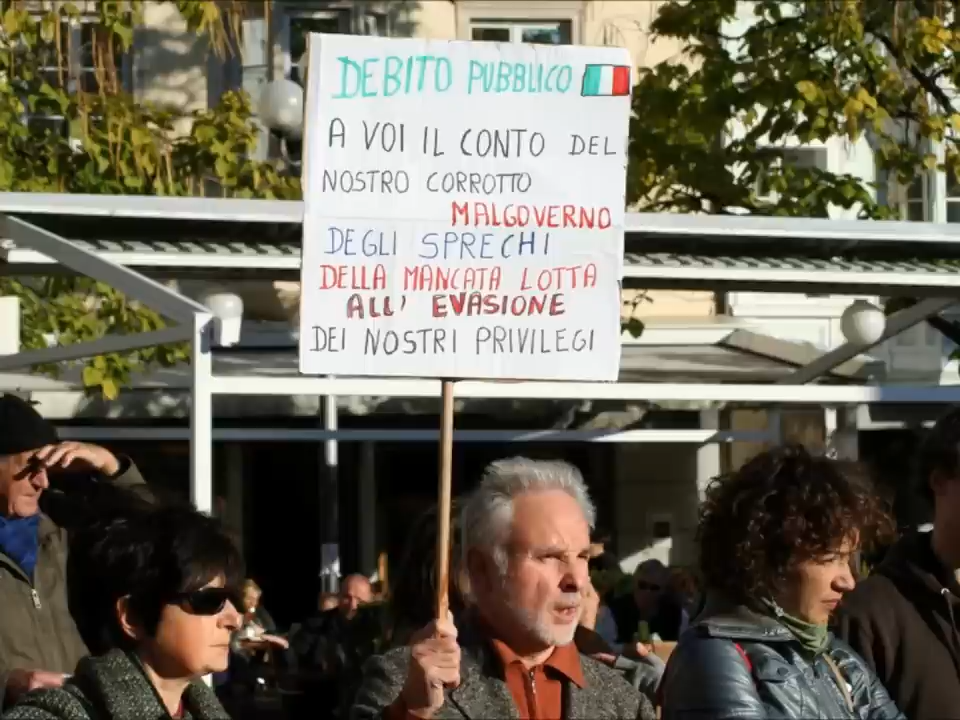 DEBITO PUBBLICO
A VOI IL CONTO DEL
NOSTRO CORROTTO
MALGOVERNO
DEGLI SPRECHI
DELLA MANCATA LOTTA
ALL' EVASIONE
DEI NOSTRI PRIVILEGI